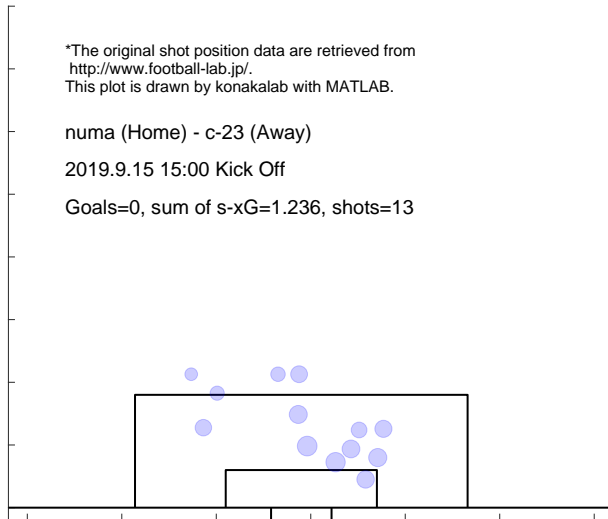 *The original shot position data are retrieved from
http://www.football-lab.jp/.
This plot is drawn by konakalab with MATLAB.
numa (Home) - c-23 (Away)
2019.9.15 15:00 Kick Off
Goals=0, sum of s-xG=1.236, shots=13